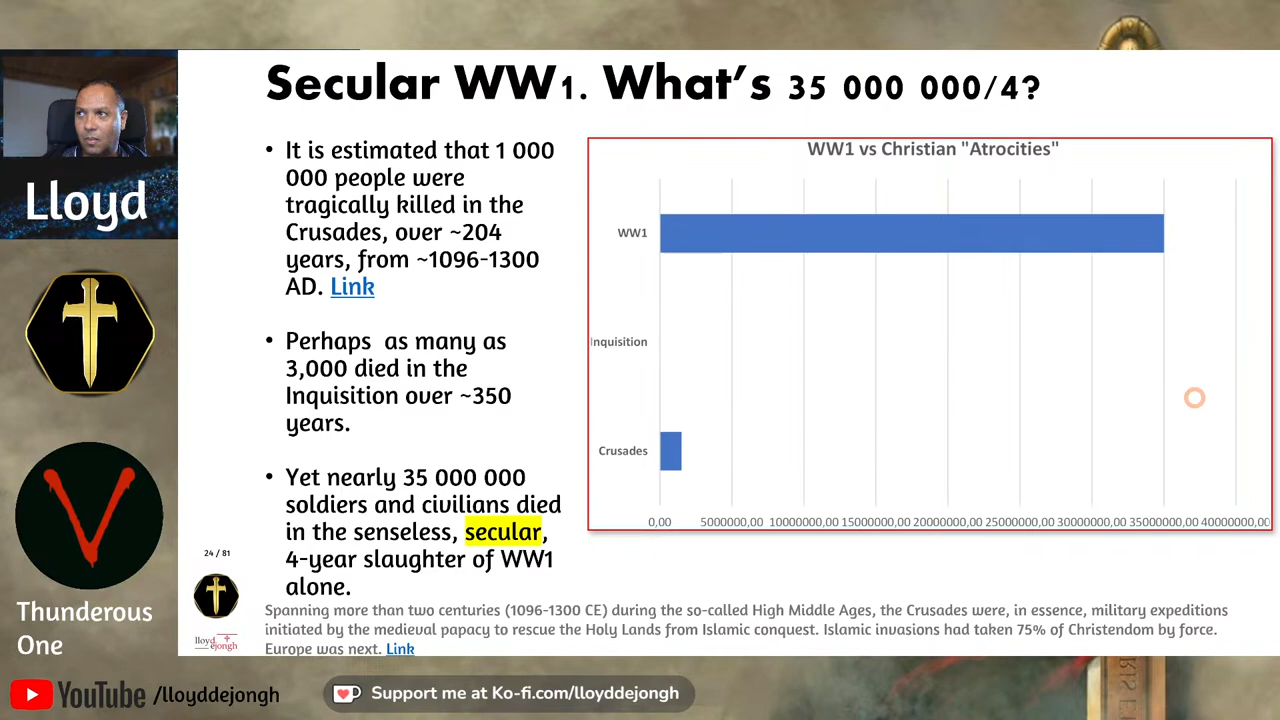 Secular WW1. What's 35 000 000/4?
Lloyd
• It is estimated that 1 000
000 people were
tragically killed in the
Crusades, over ~204
years, from ~1096-1300
AD. Link
• Perhaps as many as
3,000 died in the
Inquisition over ~350
years.
• Yet nearly 35 000 000
soldiers and civilians died
in the senseless, secular,
4-year slaughter of WW1
alone.
WW1 vs Christian "Atrocities"
WW1
Inquisition
Crusades
0,00 5000000,00 10000000,00 15000000,00 20000000,00 25000000,00 30000000,00 35000000,00 40000000,00
24 / 81
Spanning more than two centuries (1096-1300 CE) during the so-called High Middle Ages, the Crusades were, in essence, military expeditions
initiated by the medieval papacy to rescue the Holy Lands from Islamic conquest. Islamic invasions had taken 75% of Christendom by force.
Europe was next. Link
lloyd
dejongh
V
Thunderous
One
YouTube /lloyddejongh
Support me at Ko-fi.com/lloyddejongh